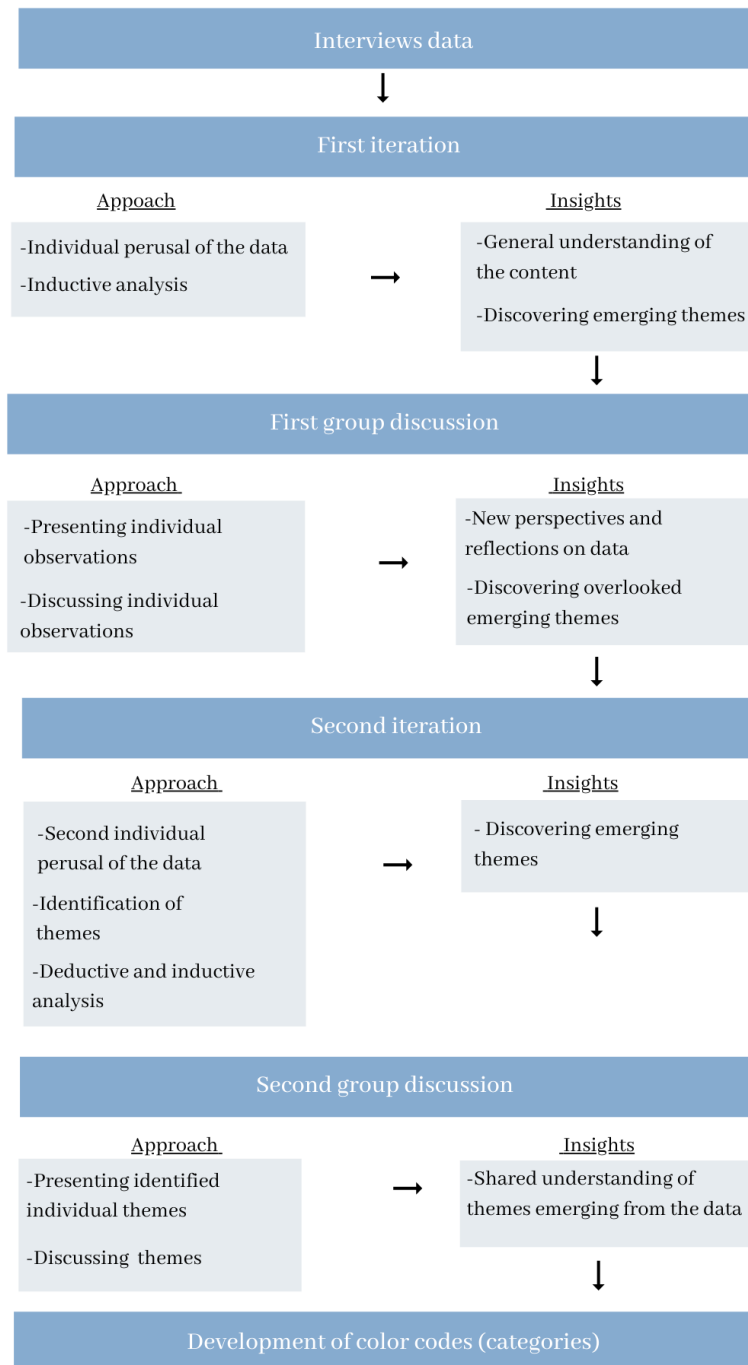 Interviews data
First iteration
Appoach
-Individual perusal of the data
-Inductive analysis
Insights
-General understanding of
the content
-Discovering emerging themes
First group discussion
Approach
-Presenting individual
observations
-Discussing individual
observations
Insights
-New perspectives and
reflections on data
-Discovering overlooked
emerging themes
Second iteration
Approach
-Second individual
perusal of the data
-Identification of
themes
-Deductive and inductive
analysis
Insights
- Discovering emerging
themes
Second group discussion
Approach
-Presenting identified
individual themes
-Discussing themes
Insights
-Shared understanding of
themes emerging from the data
Development of color codes (categories)